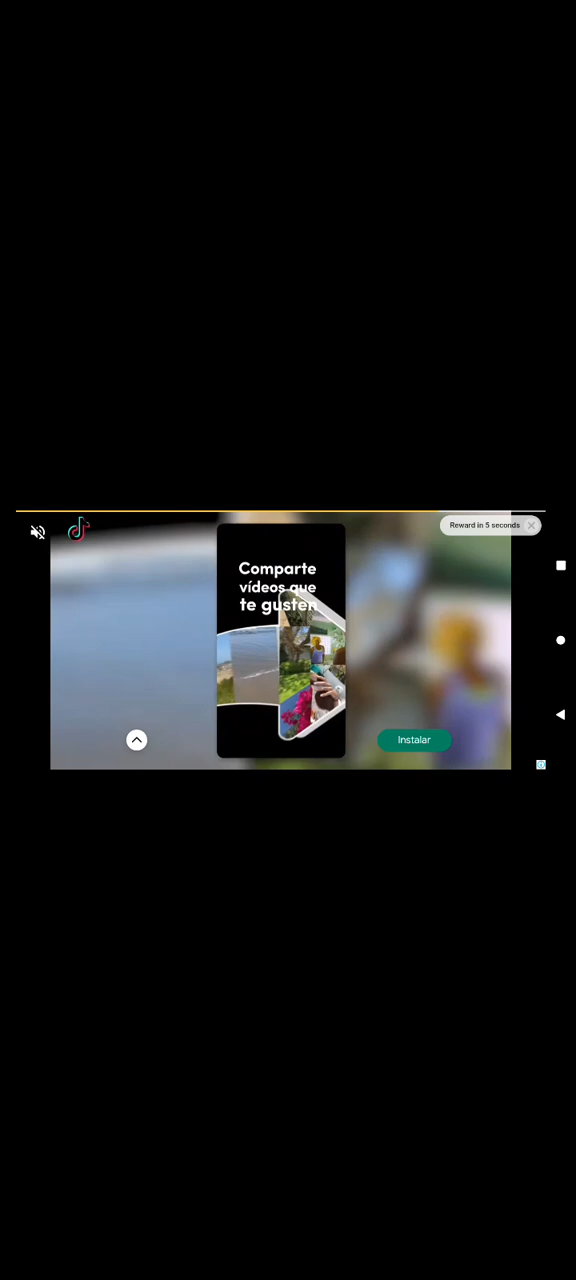 Reward in 5 seconds
Comparte
vídeos que
te gusten
Instalar